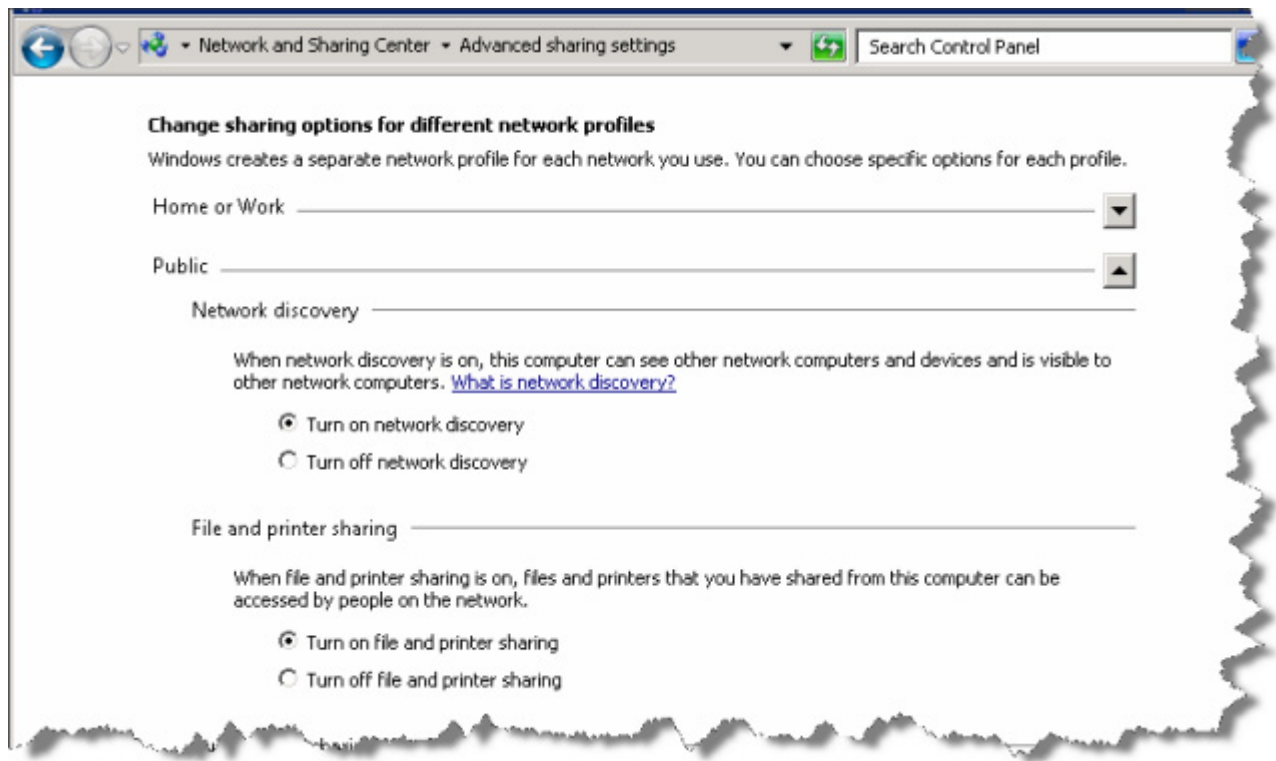 Network and Sharing Center Advanced sharing settings Search Control Panel
Change sharing options for different network profiles
Windows creates a separate network profile for each network you use. You can choose specific options for each profile.
Home or Work
Public
Network discovery
When network discovery is on, this computer can see other network computers and devices and is visible to
other network computers. What is network discovery?
Turn on network discovery
Turn off network discovery
File and printer sharing
When file and printer sharing is on, files and printers that you have shared from this computer can be
accessed by people on the network.
Turn on file and printer sharing
Turn off file and printer sharing